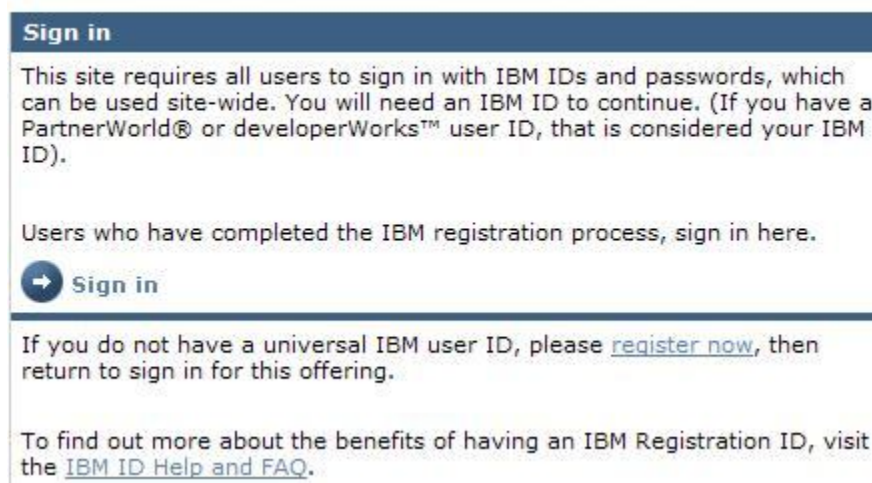 Sign in
This site requires all users to sign in with IBM IDs and passwords, which
can be used site-wide. You will need an IBM ID to continue. (If you have a
PartnerWorld® or developerWorks™ user ID, that is considered your IBM
ID).
Users who have completed the IBM registration process, sign in here.
Sign in
If you do not have a universal IBM user ID, please register now, then
return to sign in for this offering.
To find out more about the benefits of having an IBM Registration ID, visit
the IBM ID Help and FAQ.